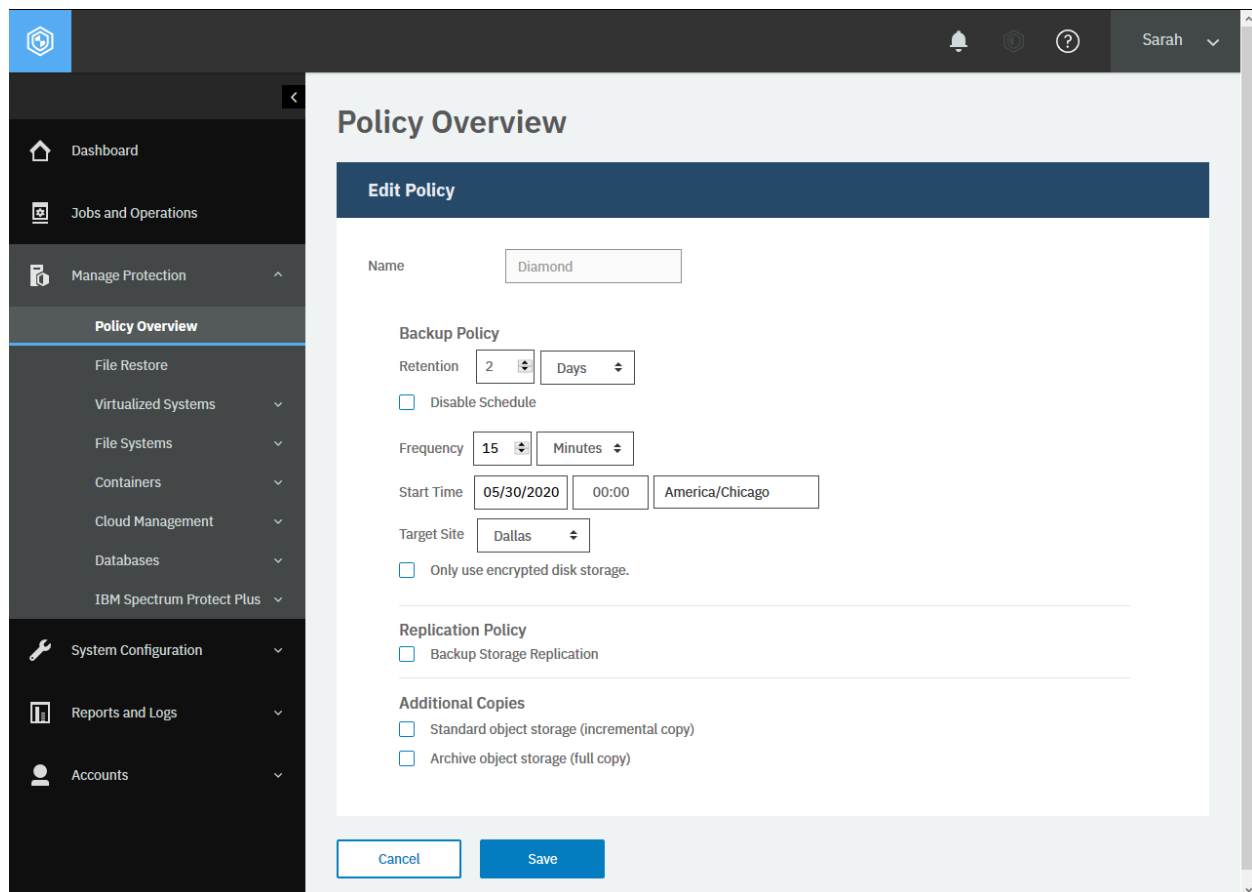 Sarah
Dashboard
Jobs and Operations
Manage Protection
Policy Overview
File Restore
Virtualized Systems
File Systems
Containers
Cloud Management
Databases
IBM Spectrum Protect Plus
System Configuration
Reports and Logs
Accounts
Policy Overview
Edit Policy
Name Diamond
Backup Policy
Retention 2 Days
Disable Schedule
Frequency 15 Minutes
Start Time 05/30/2020 00:00 America/Chicago
Target Site Dallas
Only use encrypted disk storage.
Replication Policy
Backup Storage Replication
Additional Copies
Standard object storage (incremental copy)
Archive object storage (full copy)
Cancel Save